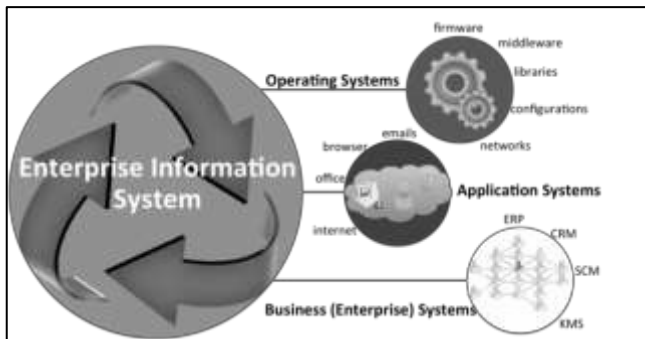 firmware
middleware
Operating Systems
libraries
configurations
networks
emails
browser
Enterprise Information
System
office
Application Systems
internet
ERP
CRM
SCM
Business (Enterprise) Systems
KMS